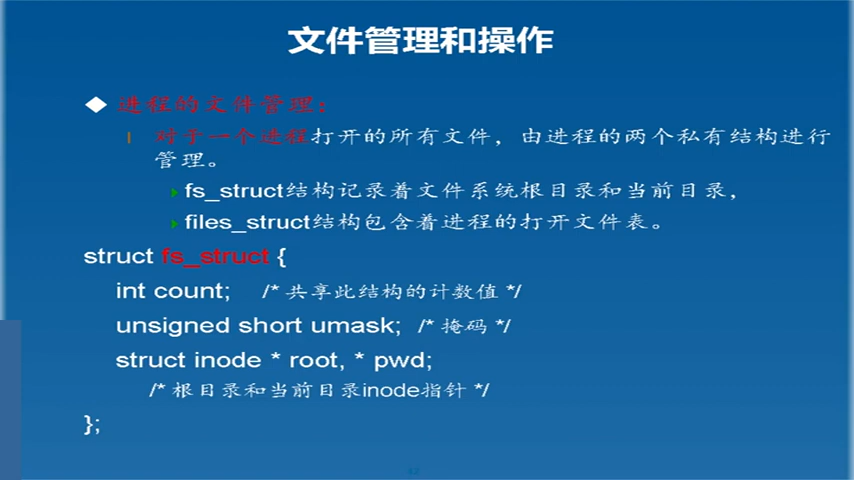 文件管理和操作
进程的文件管理：
对于一个进程打开的所有文件，由进程的两个私有结构进行
管理。
fs_struct结构记录着文件系统根目录和当前目录，
files_struct结构包含着进程的打开文件表。
struct fs_struct {
int count; /* 共享此结构的计数值 */
unsigned short umask; /* 掩码 */
struct inode * root, * pwd;
/* 根目录和当前目录inode指针 */
};